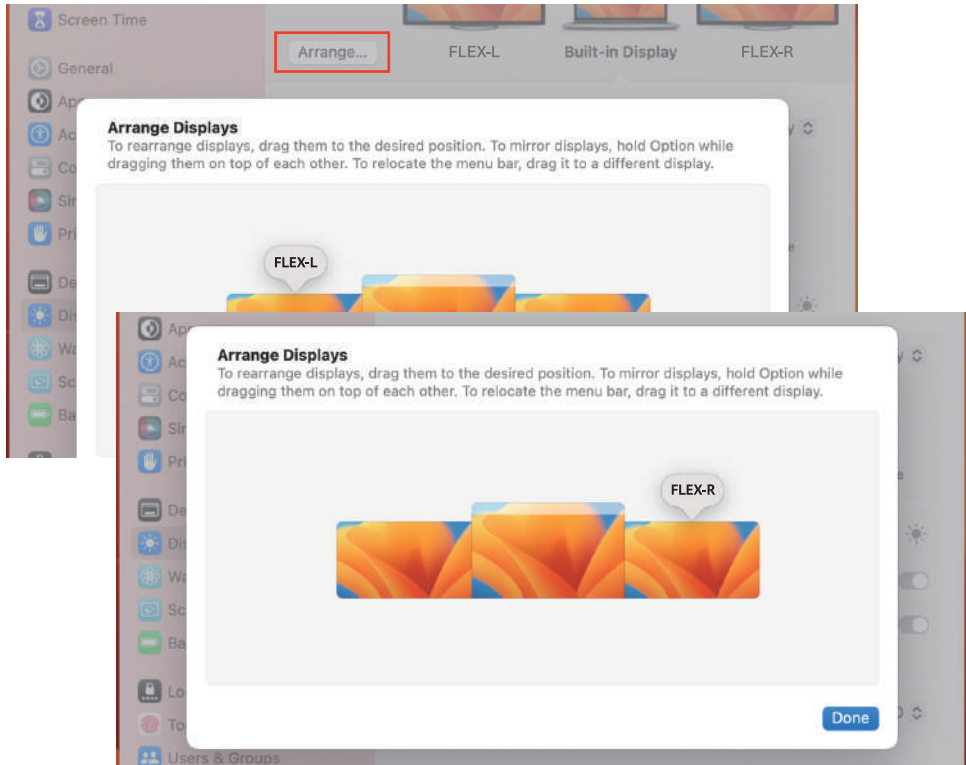 Screen Time
Arrange...
FLEX-L
Built-in Display
FLEX-R
General
Arrange Displays
To rearrange displays, drag them to the desired position. To mirror displays, hold Option while
dragging them on top of each other. To relocate the menu bar, drag it to a different display.
FLEX-L
Arrange Displays
To rearrange displays, drag them to the desired position. To mirror displays, hold Option while
dragging them on top of each other. To relocate the menu bar, drag it to a different display.
FLEX-R
Done
Users & Groups